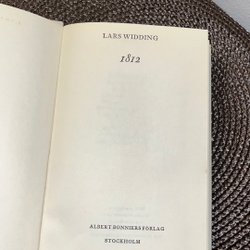 LARS WIDDING
1812
ALBERT BONNIERS FÖRLAG
STOCKHOLM